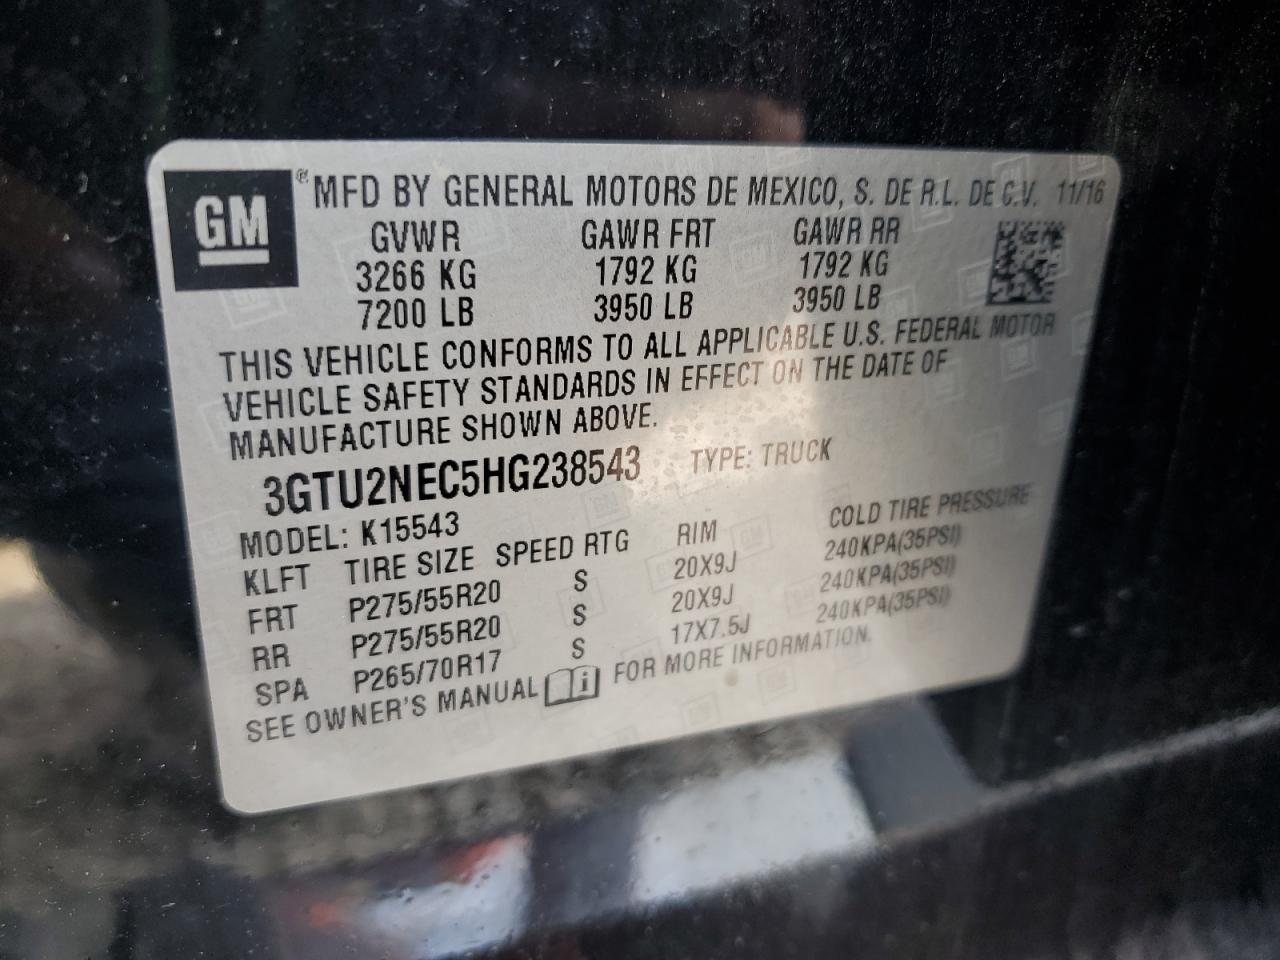 GM ® MFD BY GENERAL MOTORS DE MEXICO, S. DE R.L. DE C.V. 11/16
GVWR GAWR FRT GAWR RR
3266 KG 1792 KG 1792 KG
7200 LB 3950 LB 3950 LB
THIS VEHICLE CONFORMS TO ALL APPLICABLE U.S. FEDERAL MOTOR
VEHICLE SAFETY STANDARDS IN EFFECT ON THE DATE OF
MANUFACTURE SHOWN ABOVE.
3GTU2NEC5HG238543 TYPE: TRUCK
MODEL: K15543
KLFT TIRE SIZE SPEED RTG RIM COLD TIRE PRESSURE
FRT P275/55R20 S 20X9J 240KPA(35PSI)
RR P275/55R20 S 20X9J 240KPA(35PSI)
SPA P265/70R17 S 17X7.5J 240KPA(35PSI)
SEE OWNER'S MANUAL i FOR MORE INFORMATION.